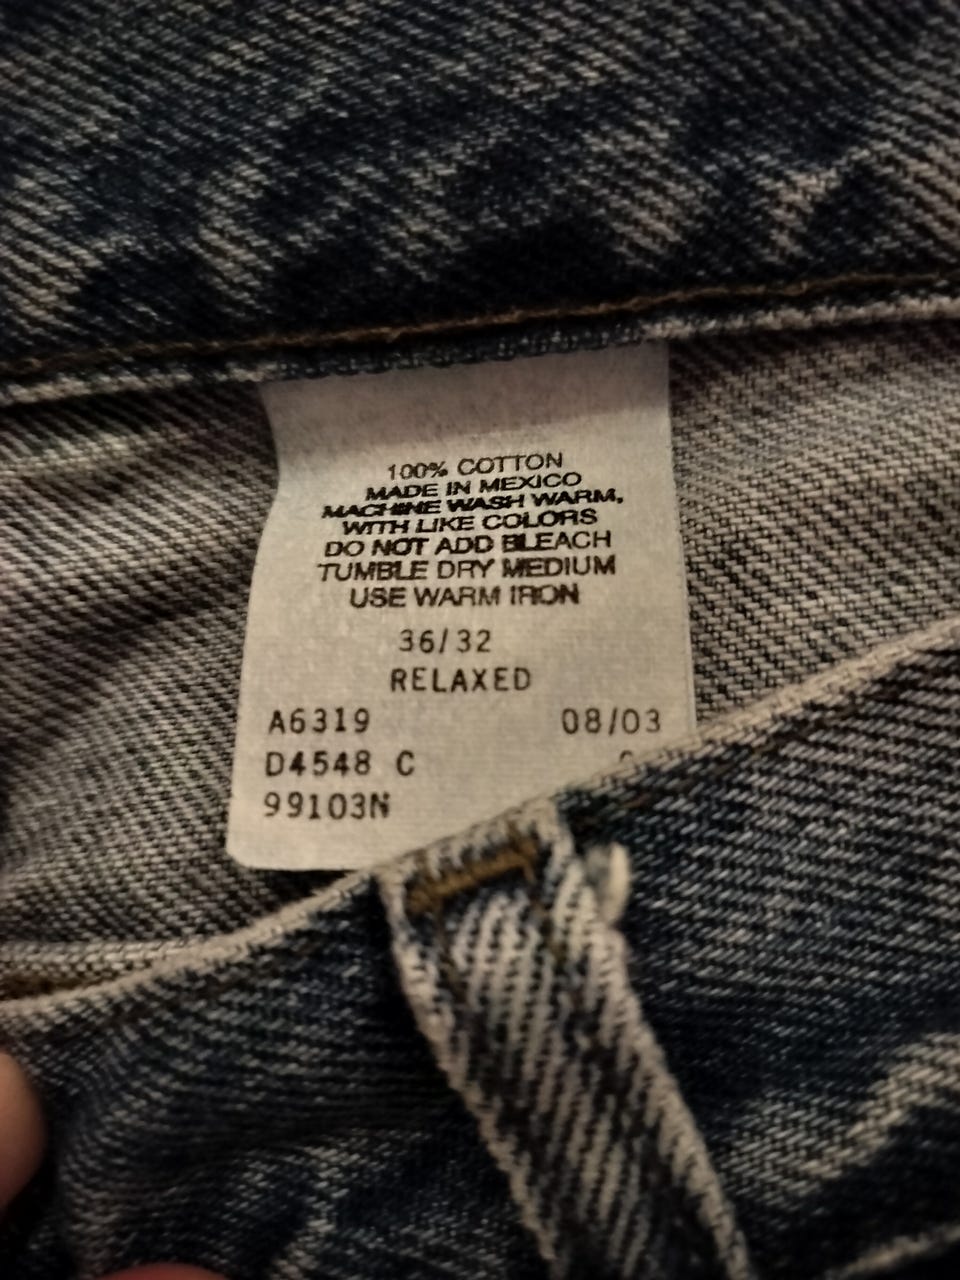 100% COTTON
MADE IN MEXICO
MACHINE WASH WARM,
WITH LIKE COLORS
DO NOT ADD BLEACH
TUMBLE DRY MEDIUM
USE WARM IRON
36/32
RELAXED
A6319 08/03
D4548 C
99103N